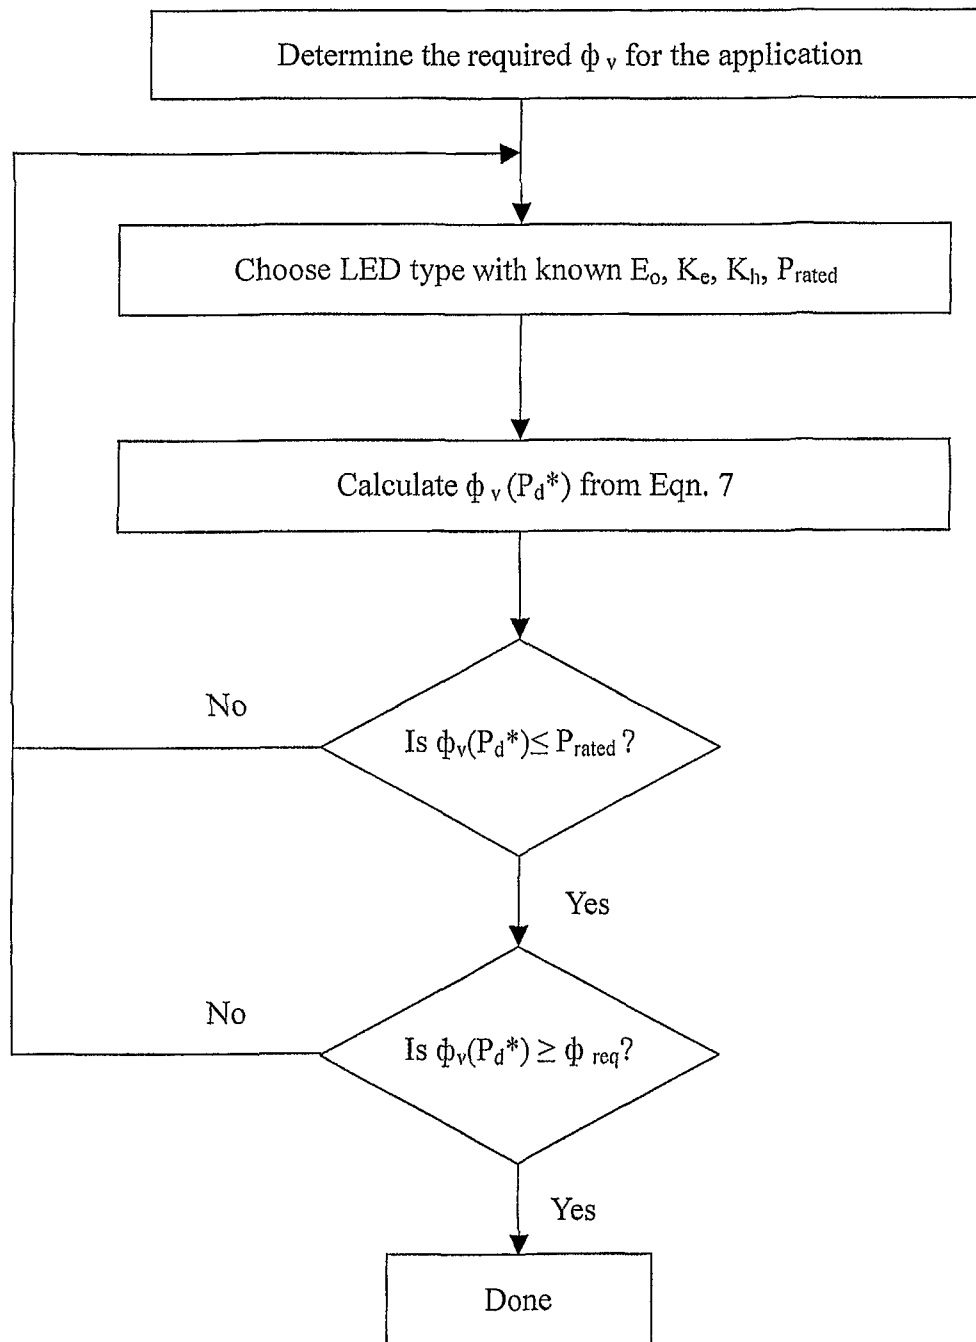 Determine the required ϕ v for the application
Choose LED type with known Eo, Ke, Kh, Prated
Calculate ϕ v (Pd*) from Eqn. 7
No
Is ϕv(Pd*)≤ Prated ?
Yes
No
Is ϕv(Pd*) ≥ ϕ req?
Yes
Done